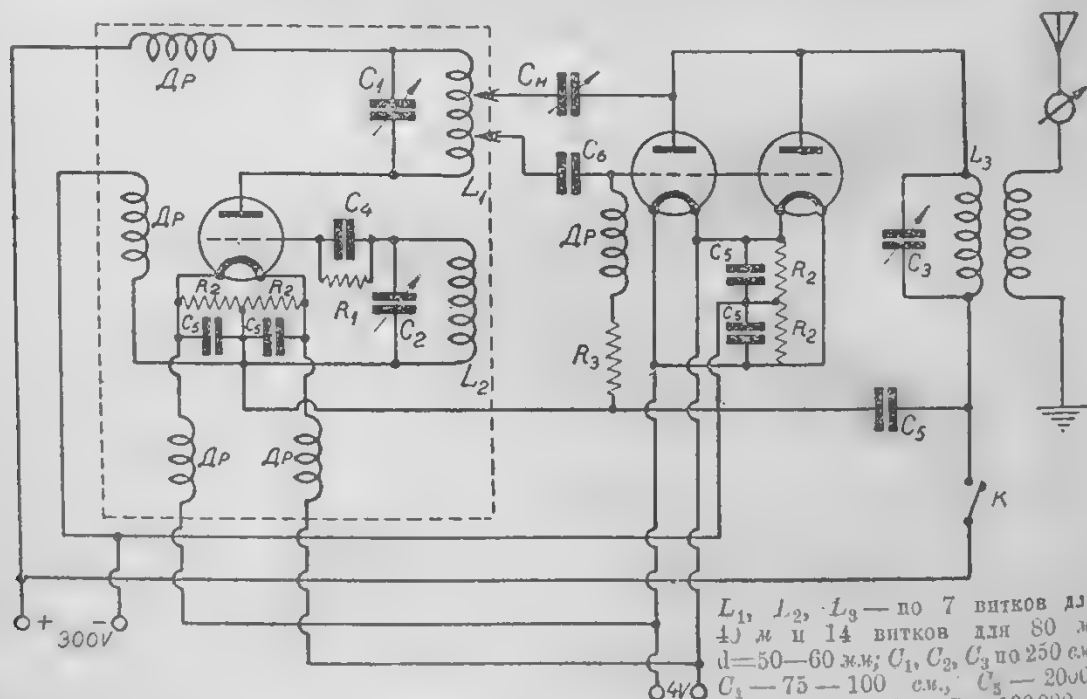 Др
C₁
Cн
L₁
C₆
L₃
Др
C₄
Др
C₃
R₂ R₂
R₁
C₂
C₅ C₅
L₂
C₅
R₂
C₅
R₂
R₃
C₅
Др Др
К
+ 300V -
4V
L₁, L₂, L₃ — по 7 витков
м и 14 витков для 80 м
d=50—60 мм; C₁, C₂, C₃ по 250 см
— 75 — 100 см., C₅ —